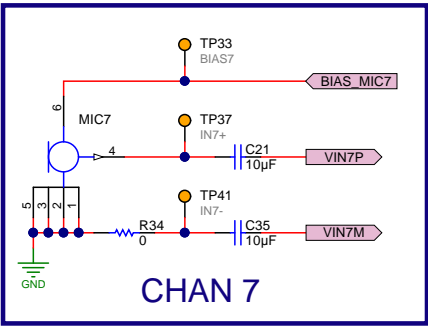 TP33
BIAS7
BIAS_MIC7
6
MIC7
TP37
IN7+
4
C21
10µF
VIN7P
TP41
IN7-
5
3
2
1
R34
0
C35
10µF
VIN7M
GND
CHAN 7